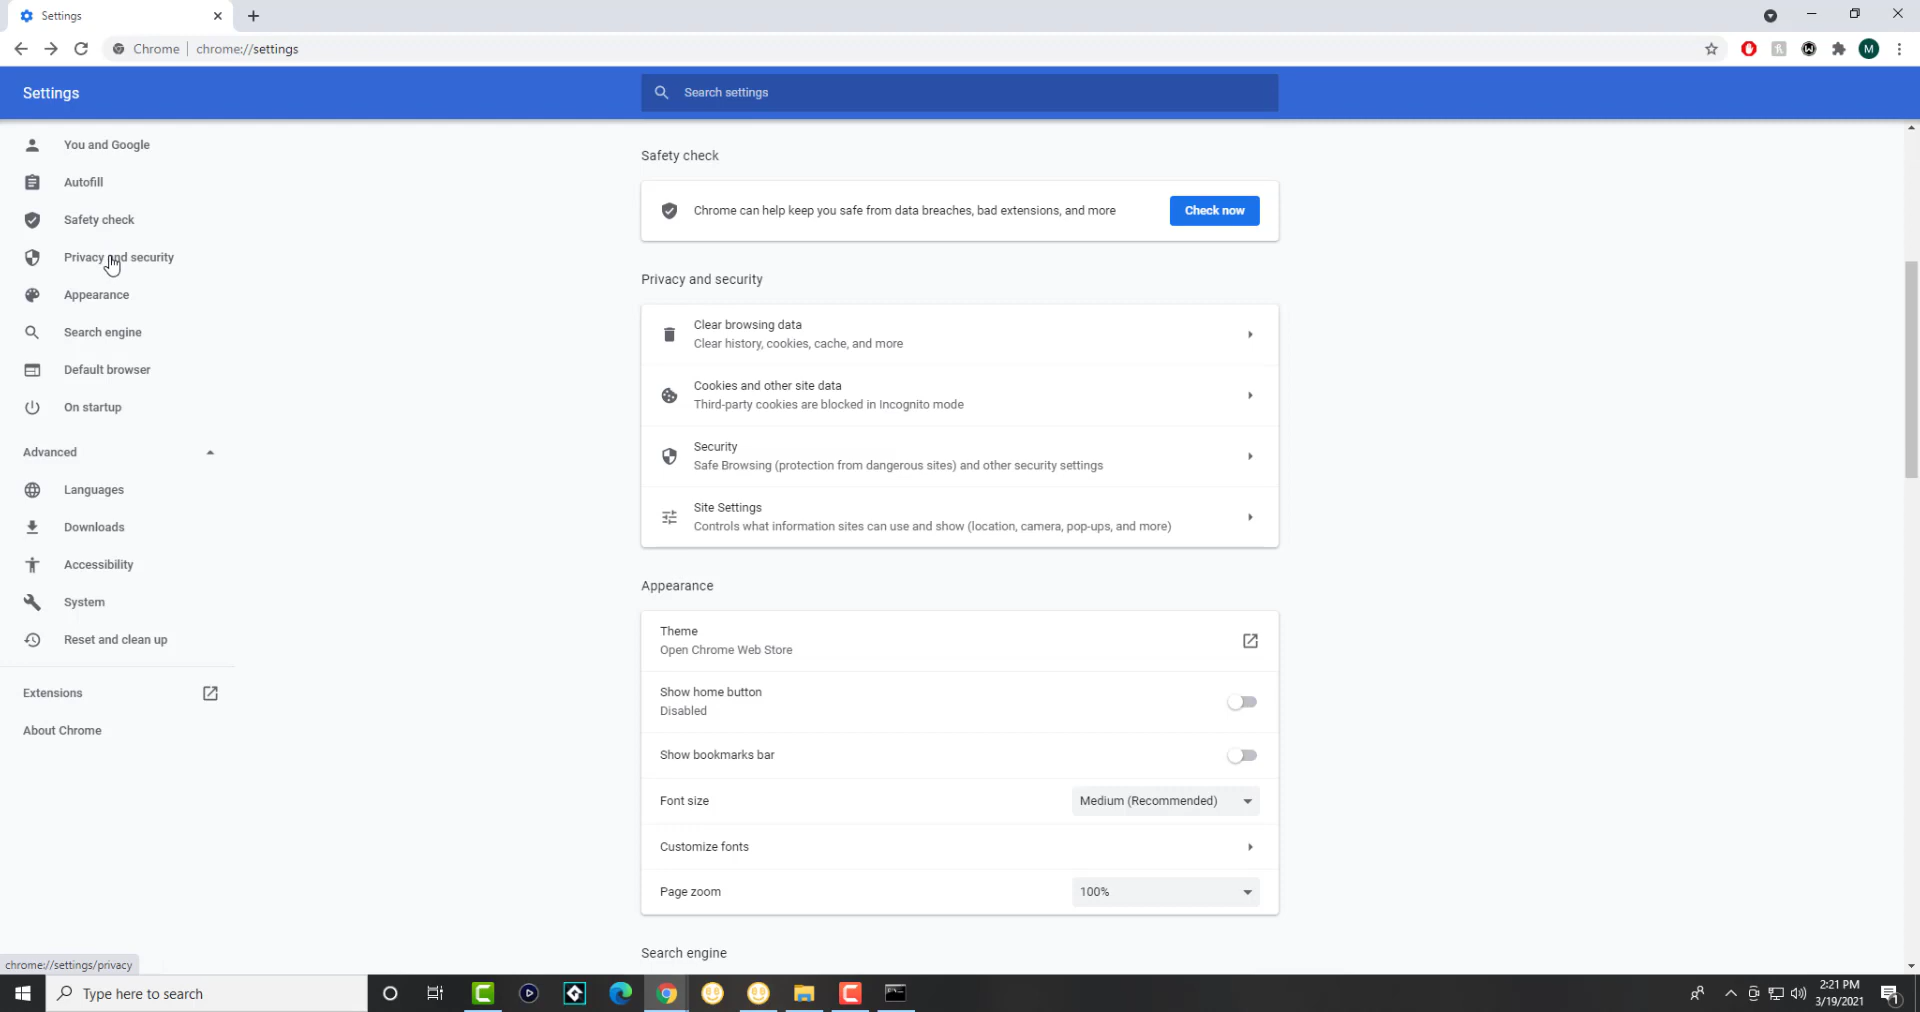 Settings
Chrome
chrome://settings
M
Settings
Search settings
You and Google
Autofill
Safety check
Privacy and security
Appearance
Search engine
Default browser
On startup
Advanced
Languages
Downloads
Accessibility
System
Reset and clean up
Extensions
About Chrome
Safety check
Chrome can help keep you safe from data breaches, bad extensions, and more
Check now
Privacy and security
Clear browsing data
Clear history, cookies, cache, and more
Cookies and other site data
Third-party cookies are blocked in Incognito mode
Security
Safe Browsing (protection from dangerous sites) and other security settings
Site Settings
Controls what information sites can use and show (location, camera, pop-ups, and more)
Appearance
Theme
Open Chrome Web Store
Show home button
Disabled
Show bookmarks bar
Font size
Medium (Recommended)
Customize fonts
Page zoom
100%
Search engine
chrome://settings/privacy
Type here to search
2:21 PM
3/19/2021
1